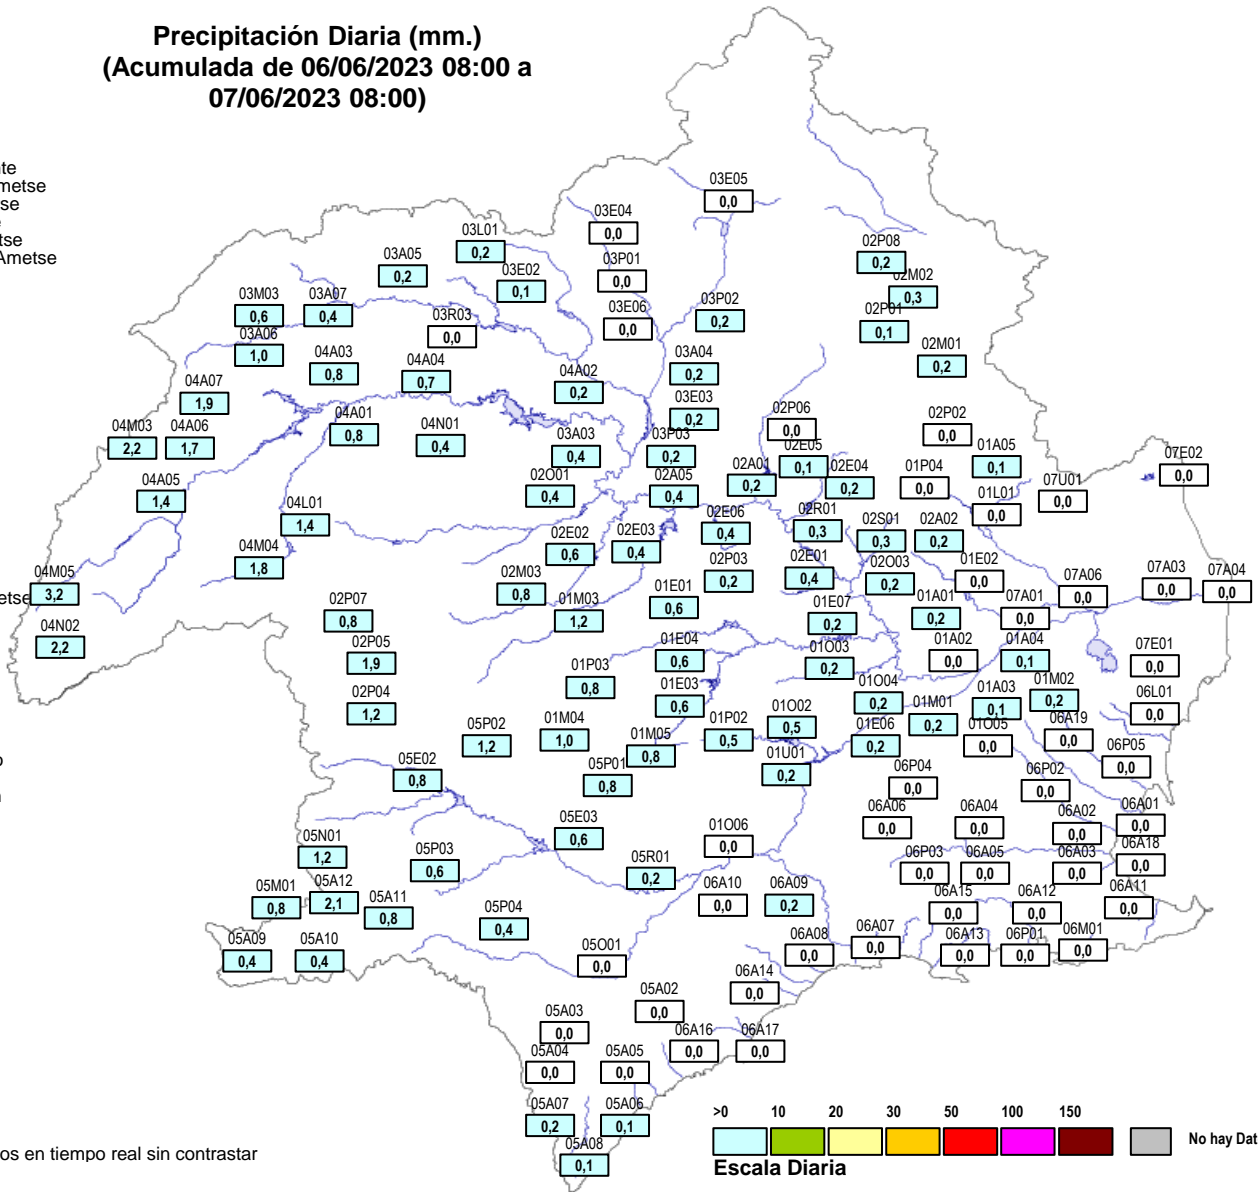 Precipitación Diaria (mm.)
(Acumulada de 06/06/2023 08:00 a
07/06/2023 08:00)
nte
metse
tse
e
tse
Ametse
etse
o
n
os en tiempo real sin contrastar
03E05
0,0
03E04
0,0
03L01
0,2
03A05
0,2
03E02
0,1
03P01
0,0
02P08
0,2
02M02
0,3
03M03
0,6
03A07
0,4
03R03
0,0
03E06
0,0
03P02
0,2
02P01
0,1
03A06
1,0
04A03
0,8
04A04
0,7
04A02
0,2
03A04
0,2
02M01
0,2
04A07
1,9
03E03
0,2
04M03
2,2
04A06
1,7
04A01
0,8
04N01
0,4
03A03
0,4
03P03
0,2
02P06
0,0
02P02
0,0
02E05
0,1
01A05
0,1
07E02
0,0
04A05
1,4
02O01
0,4
02A05
0,4
02A01
0,2
02E04
0,2
01P04
0,0
01L01
0,0
07U01
0,0
04L01
1,4
02E02
0,6
02E03
0,4
02E06
0,4
02R01
0,3
02S01
0,3
02A02
0,2
04M04
1,8
04M05
3,2
02M03
0,8
02P03
0,2
02E01
0,4
02O03
0,2
01E02
0,0
07A06
0,0
07A03
0,0
07A04
0,0
02P07
0,8
01M03
1,2
01E01
0,6
01E07
0,2
01A01
0,2
07A01
0,0
04N02
2,2
02P05
1,9
01E04
0,6
01O03
0,2
01A02
0,0
01A04
0,1
07E01
0,0
01P03
0,8
01E03
0,6
01O04
0,2
01A03
0,1
01M02
0,2
06L01
0,0
02P04
1,2
05P02
1,2
01M04
1,0
01M05
0,8
01P02
0,5
01O02
0,5
01E06
0,2
01M01
0,2
01O05
0,0
06A19
0,0
06P05
0,0
05E02
0,8
05P01
0,8
01U01
0,2
06P04
0,0
06P02
0,0
05E03
0,6
01O06
0,0
06A06
0,0
06A04
0,0
06A02
0,0
06A01
0,0
05N01
1,2
05P03
0,6
05R01
0,2
06P03
0,0
06A05
0,0
06A03
0,0
06A18
0,0
05M01
0,8
05A12
2,1
05A11
0,8
06A10
0,0
06A09
0,2
06A15
0,0
06A12
0,0
06A11
0,0
05P04
0,4
05A09
0,4
05A10
0,4
05O01
0,0
06A08
0,0
06A07
0,0
06A13
0,0
06P01
0,0
06M01
0,0
05A02
0,0
06A14
0,0
05A03
0,0
06A16
0,0
06A17
0,0
05A04
0,0
05A05
0,0
05A07
0,2
05A06
0,1
05A08
0,1
>0 10 20 30 50 100 150
No hay Dat
Escala Diaria